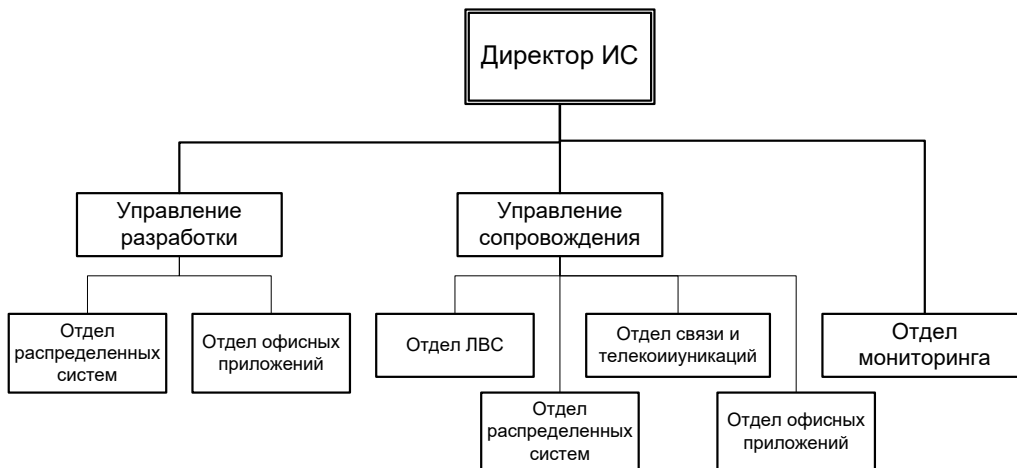 Директор ИС
Управление
разработки
Управление
сопровождения
Отдел
распределенных
систем
Отдел офисных
приложений
Отдел ЛВС
Отдел связи и
телекоииуникаций
Отдел
мониторинга
Отдел
распределенных
систем
Отдел офисных
приложений